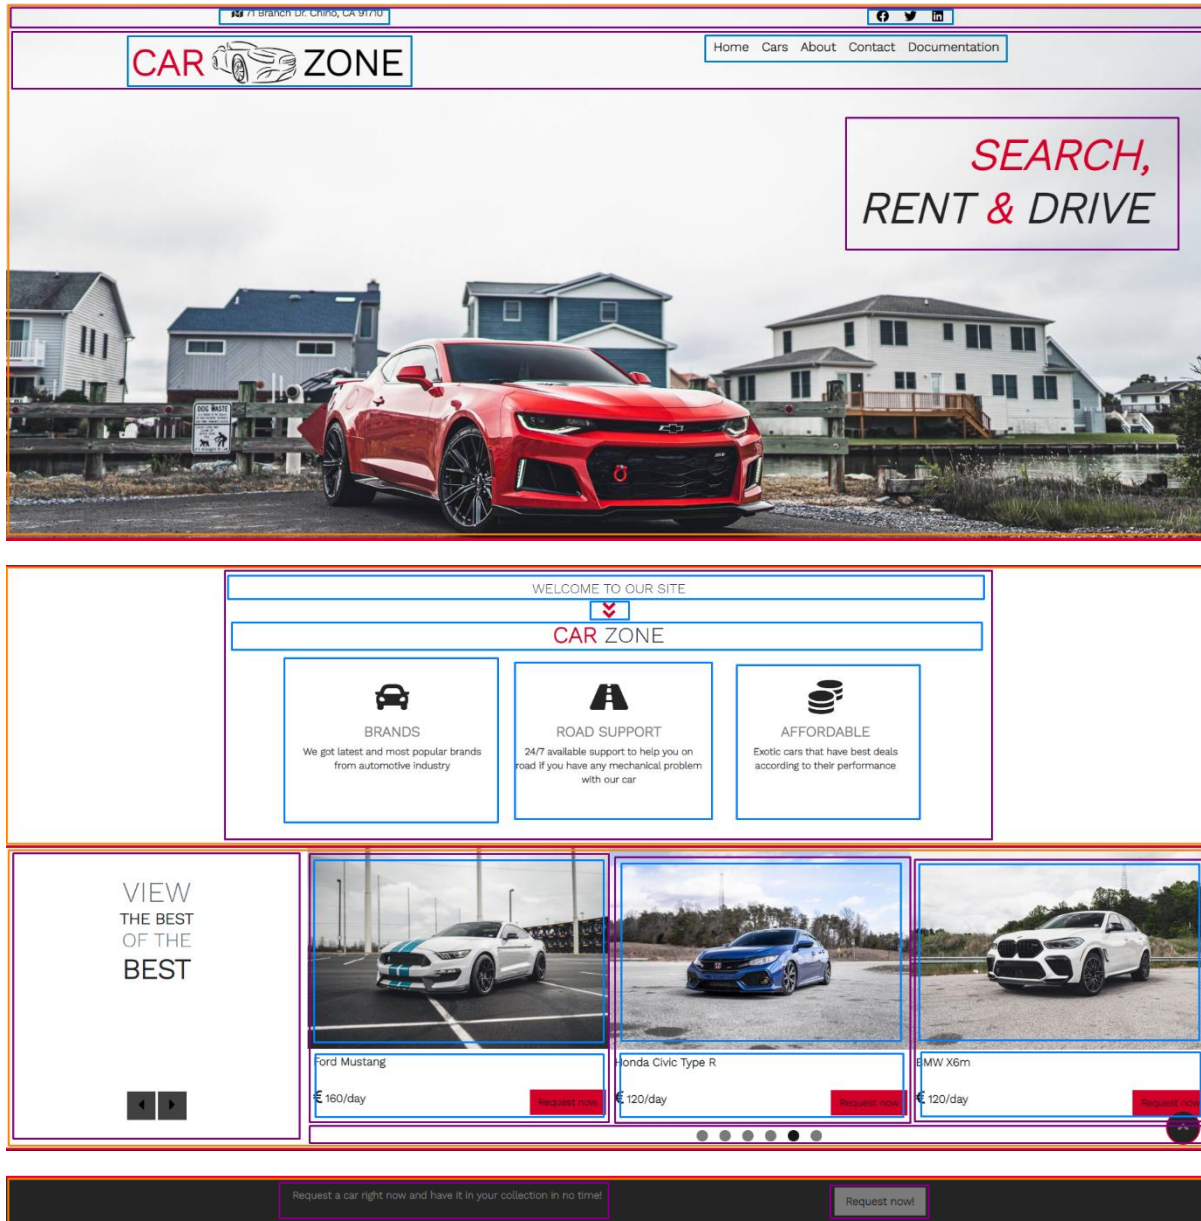 71 Branch Dr. Chino, CA 91710
CAR ZONE
Home Cars About Contact Documentation
SEARCH,
RENT & DRIVE
DOG WASTE
WELCOME TO OUR SITE
CAR ZONE
BRANDS
We got latest and most popular brands
from automotive industry
ROAD SUPPORT
24/7 available support to help you on
road if you have any mechanical problem
with our car
AFFORDABLE
Exotic cars that have best deals
according to their performance
VIEW
THE BEST
OF THE
BEST
Ford Mustang
€ 160/day
Request now
Honda Civic Type R
€ 120/day
Request now
BMW X6m
€ 120/day
Request now
Request a car right now and have it in your collection in no time!
Request now!